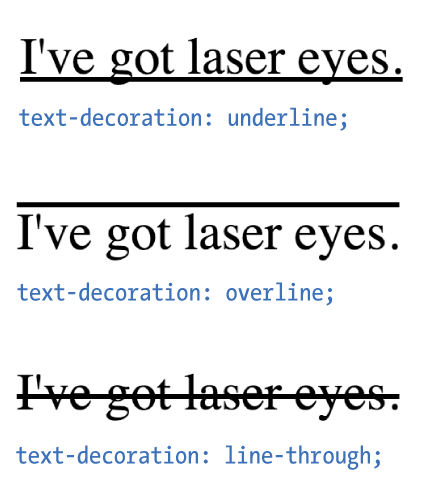 I've got laser eyes.
text-decoration: underline;
I've got laser eyes.
text-decoration: overline;
I've got laser eyes.
text-decoration: line-through;